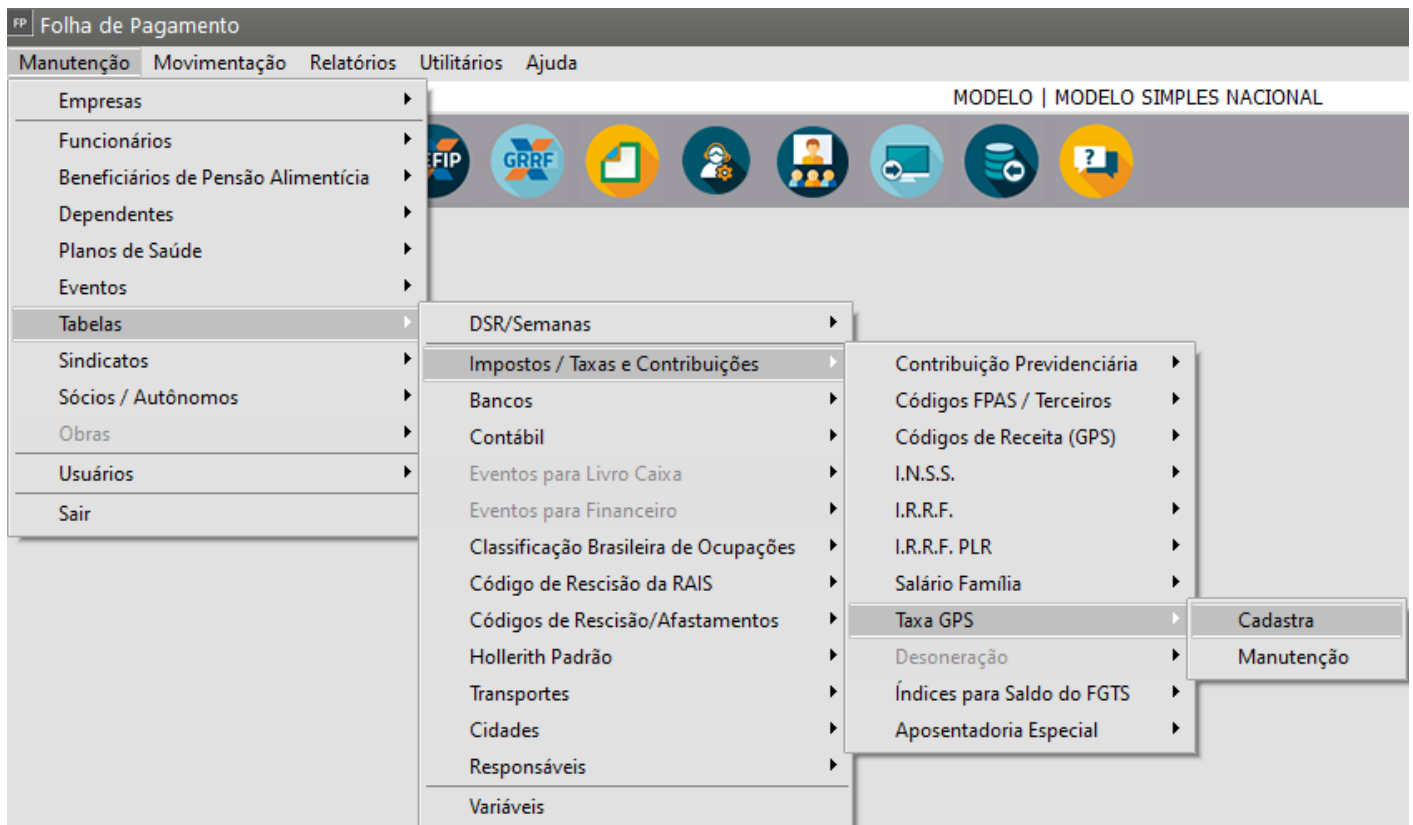 FP Folha de Pagamento
Manutenção Movimentação Relatórios Utilitários Ajuda
MODELO | MODELO SIMPLES NACIONAL
EFIP
GRRF
?
Empresas
Funcionários
Beneficiários de Pensão Alimentícia
Dependentes
Planos de Saúde
Eventos
Tabelas
Sindicatos
Sócios / Autônomos
Obras
Usuários
Sair
DSR/Semanas
Impostos / Taxas e Contribuições
Bancos
Contábil
Eventos para Livro Caixa
Eventos para Financeiro
Classificação Brasileira de Ocupações
Código de Rescisão da RAIS
Códigos de Rescisão/Afastamentos
Hollerith Padrão
Transportes
Cidades
Responsáveis
Variáveis
Contribuição Previdenciária
Códigos FPAS / Terceiros
Códigos de Receita (GPS)
I.N.S.S.
I.R.R.F.
I.R.R.F. PLR
Salário Família
Taxa GPS
Desoneração
Índices para Saldo do FGTS
Aposentadoria Especial
Cadastra
Manutenção